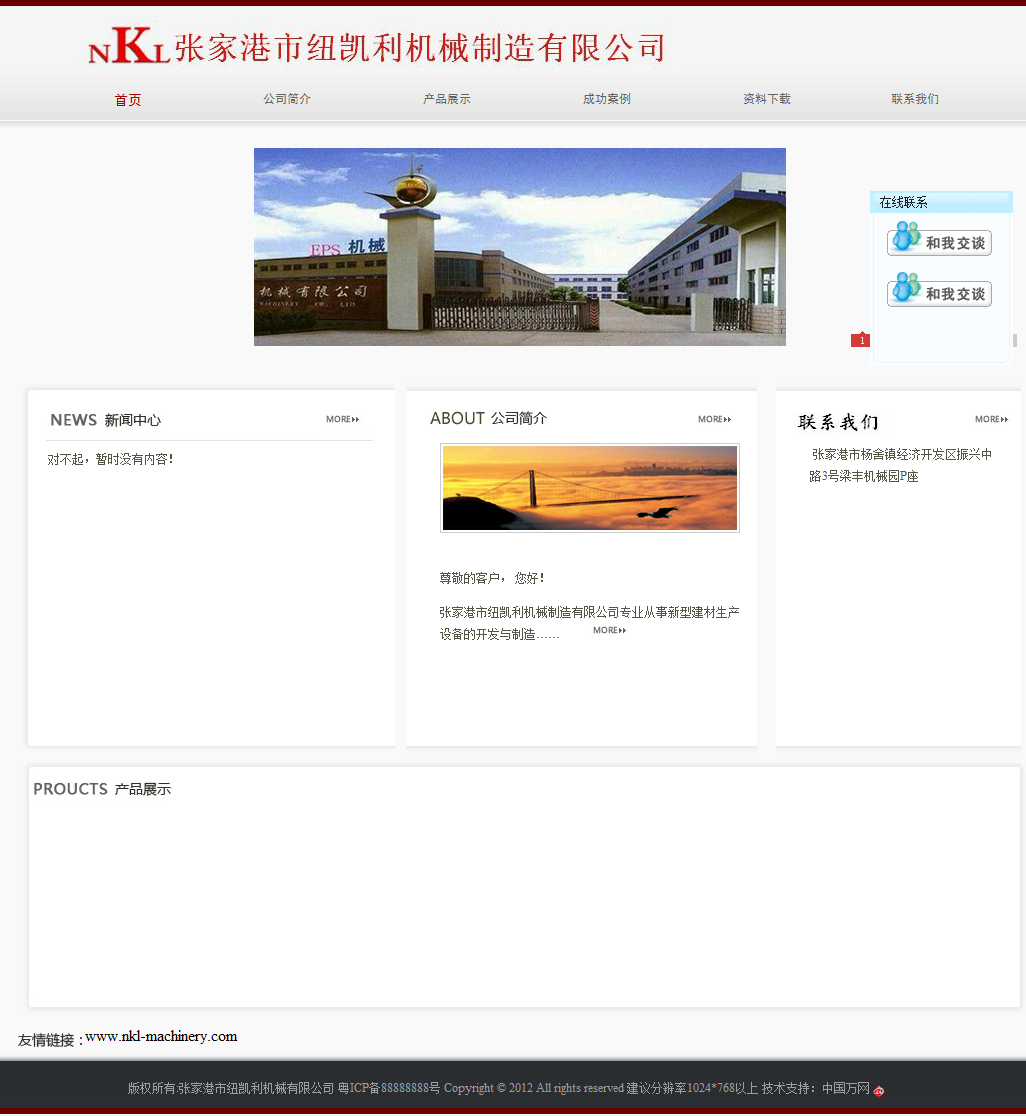 NKL张家港市纽凯利机械制造有限公司
首页 公司简介 产品展示 成功案例 资料下载 联系我们
EPS 机械
机械有限公司
MACHINERY CO., LTD.
在线联系
和我交谈
和我交谈
1
NEWS 新闻中心 MORE
对不起，暂时没有内容！
ABOUT 公司简介 MORE
尊敬的客户， 您好！
张家港市纽凯利机械制造有限公司专业从事新型建材生产
设备的开发与制造…… MORE
联系我们 MORE
张家港市杨舍镇经济开发区振兴中
路3号梁丰机械园P座
PROUCTS 产品展示
友情链接：www.nkl-machinery.com
版权所有:张家港市纽凯利机械有限公司 粤ICP备88888888号 Copyright © 2012 All rights reserved 建议分辨率1024*768以上 技术支持：中国万网